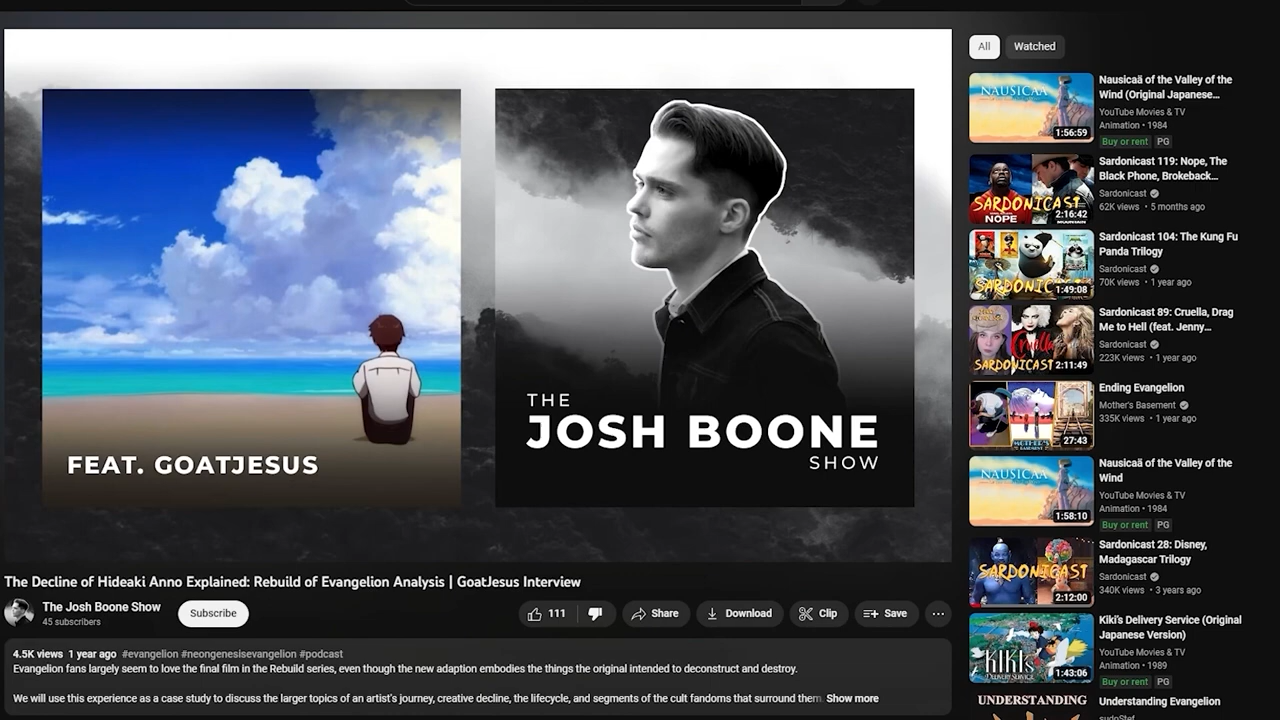 FEAT. GOATJESUS
THE
JOSH BOONE
SHOW
The Decline of Hideaki Anno Explained: Rebuild of Evangelion Analysis | GoatJesus Interview
The Josh Boone Show
45 subscribers
Subscribe
111
Share
Download
Clip
Save
4.5K views 1 year ago #evangelion #neongenesisevangelion #podcast
Evangelion fans largely seem to love the final film in the Rebuild series, even though the new adaption embodies the things the original intended to deconstruct and destroy.
We will use this experience as a case study to discuss the larger topics of an artist's journey, creative decline, the lifecycle, and segments of the cult fandoms that surround them. Show more
All
Watched
NAUSICAÄ
1:56:59
Nausicaä of the Valley of the
Wind (Original Japanese...
YouTube Movies & TV
Animation • 1984
Buy or rent PG
SARDONICAST
NOPE
2:16:42
Sardonicast 119: Nope, The
Black Phone, Brokeback...
Sardonicast
62K views • 5 months ago
1:49:08
Sardonicast 104: The Kung Fu
Panda Trilogy
Sardonicast
70K views • 1 year ago
Cruella
SARDONICAST
2:11:49
Sardonicast 89: Cruella, Drag
Me to Hell (feat. Jenny...
Sardonicast
223K views • 1 year ago
MOTHER'S
BASEMENT
27:43
Ending Evangelion
Mother's Basement
335K views • 1 year ago
NAUSICAÄ
1:58:10
Nausicaä of the Valley of the
Wind
YouTube Movies & TV
Animation • 1984
Buy or rent PG
SARDONICAST
2:12:00
Sardonicast 28: Disney,
Madagascar Trilogy
Sardonicast
340K views • 3 years ago
KIKI'S
DELIVERY SERVICE
1:43:06
Kiki's Delivery Service (Original
Japanese Version)
YouTube Movies & TV
Animation • 1989
Buy or rent PG
UNDERSTANDING
Understanding Evangelion